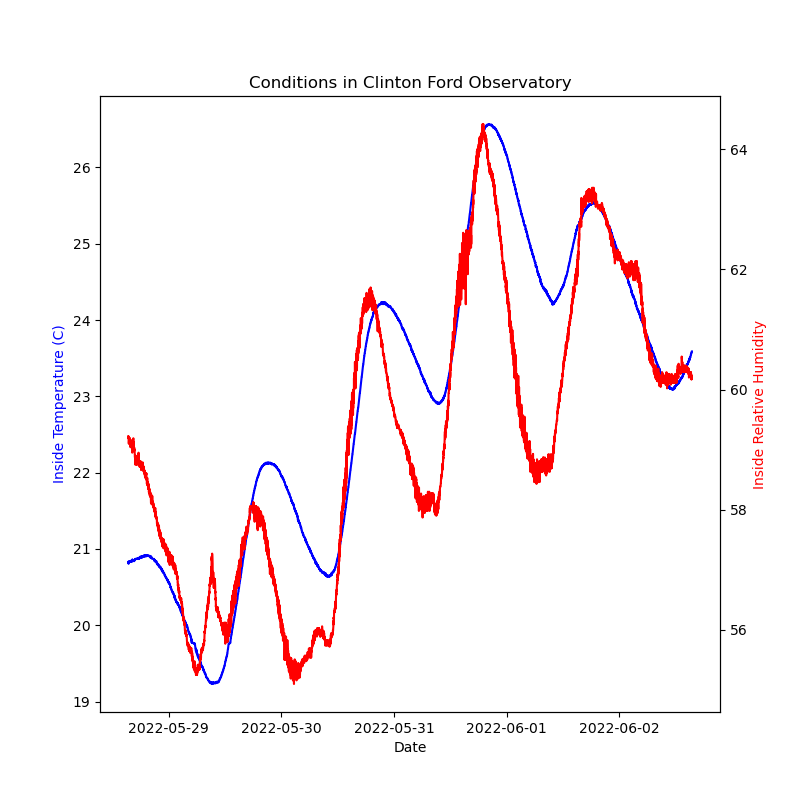 Conditions in Clinton Ford Observatory
Inside Temperature (C)
26
25
24
23
22
21
20
19
64
62
60
58
56
Inside Relative Humidity
2022-05-29 2022-05-30 2022-05-31 2022-06-01 2022-06-02
Date